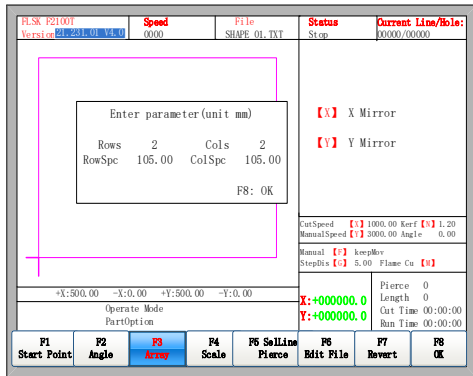 FLSK F2100T Speed File Status Current Line/Hole:
Version 21.231.01 V4.0 0000 SHAPE 01.TXT Stop 00000/00000
Enter parameter(unit mm)
Rows 2 Cols 2
RowSpc 105.00 ColSpc 105.00
F8: OK
【X】 X Mirror
【Y】 Y Mirror
CutSpeed 【X】1000.00 Kerf【N】1.20
ManualSpeed【V】3000.00 Angle 0.00
Manual 【F】 keepMov
StepDis【G】 5.00 Flame Cu 【M】
+X:500.00 -X:0.00 +Y:500.00 -Y:0.00
Operate Mode
PartOption
X:+000000.0
Y:+000000.0
Pierce 0
Length 0
Cut Time 00:00:00
Run Time 00:00:00
F1 F2 F3 F4 F5 SelLine F6 F7 F8
Start Point Angle Array Scale Pierce Edit File Revert OK